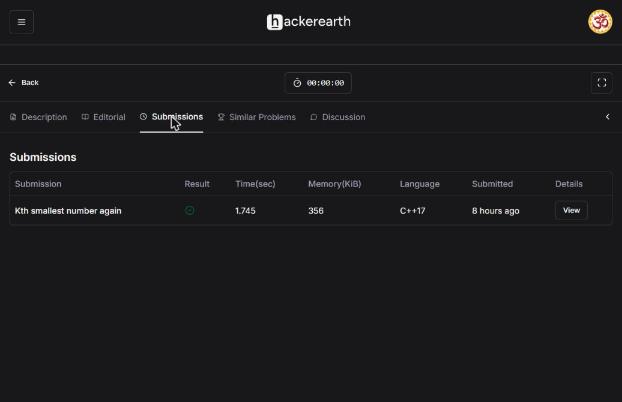 hackerearth
Back
00:00:00
Description Editorial Submissions Similar Problems Discussion
Submissions
Submission Result Time(sec) Memory(KiB) Language Submitted Details
Kth smallest number again 1.745 356 C++17 8 hours ago View